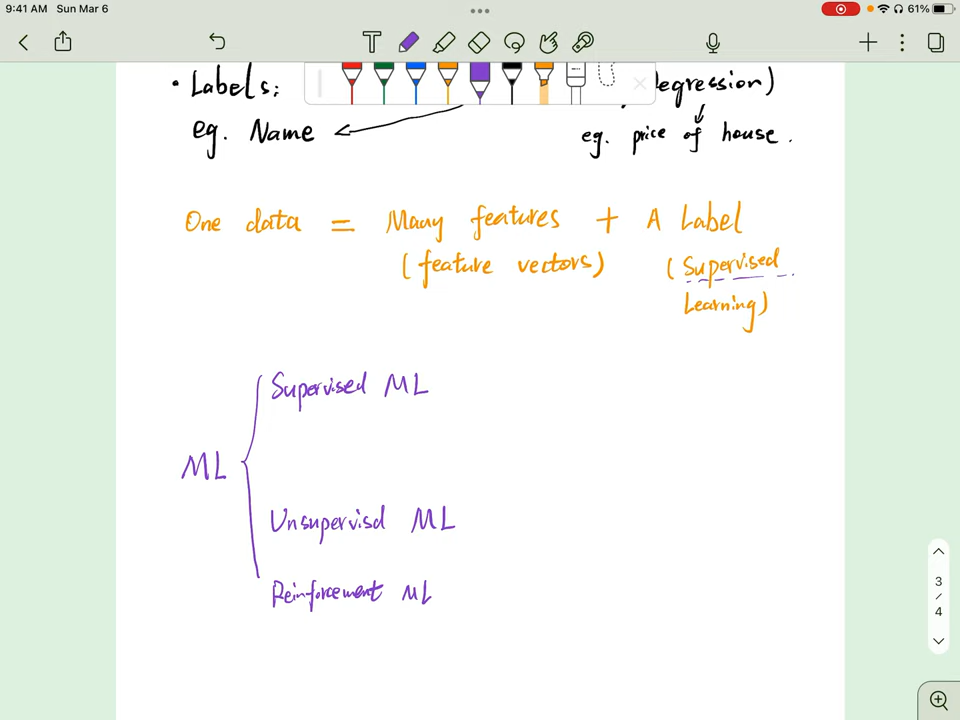 9:41 AM Sun Mar 6
61%
• Labels:
egression)
eg. Name
eg. price of house.
One data = Many features + A Label
(feature vectors)
(Supervised
Learning)
Supervised ML
ML
Unsupervisd ML
Reinforcement ML
3
/
4